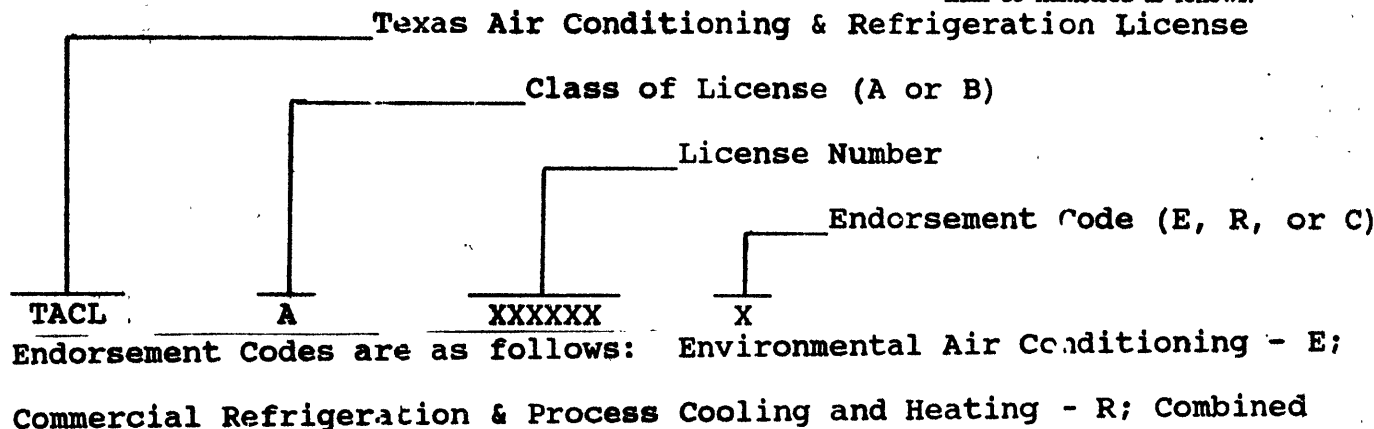 Texas Air Conditioning & Refrigeration License
Class of License (A or B)
License Number
Endorsement Code (E, R, or C)
TACL A XXXXXX X
Endorsement Codes are as follows: Environmental Air Conditioning - E;
Commercial Refrigeration & Process Cooling and Heating - R; Combined